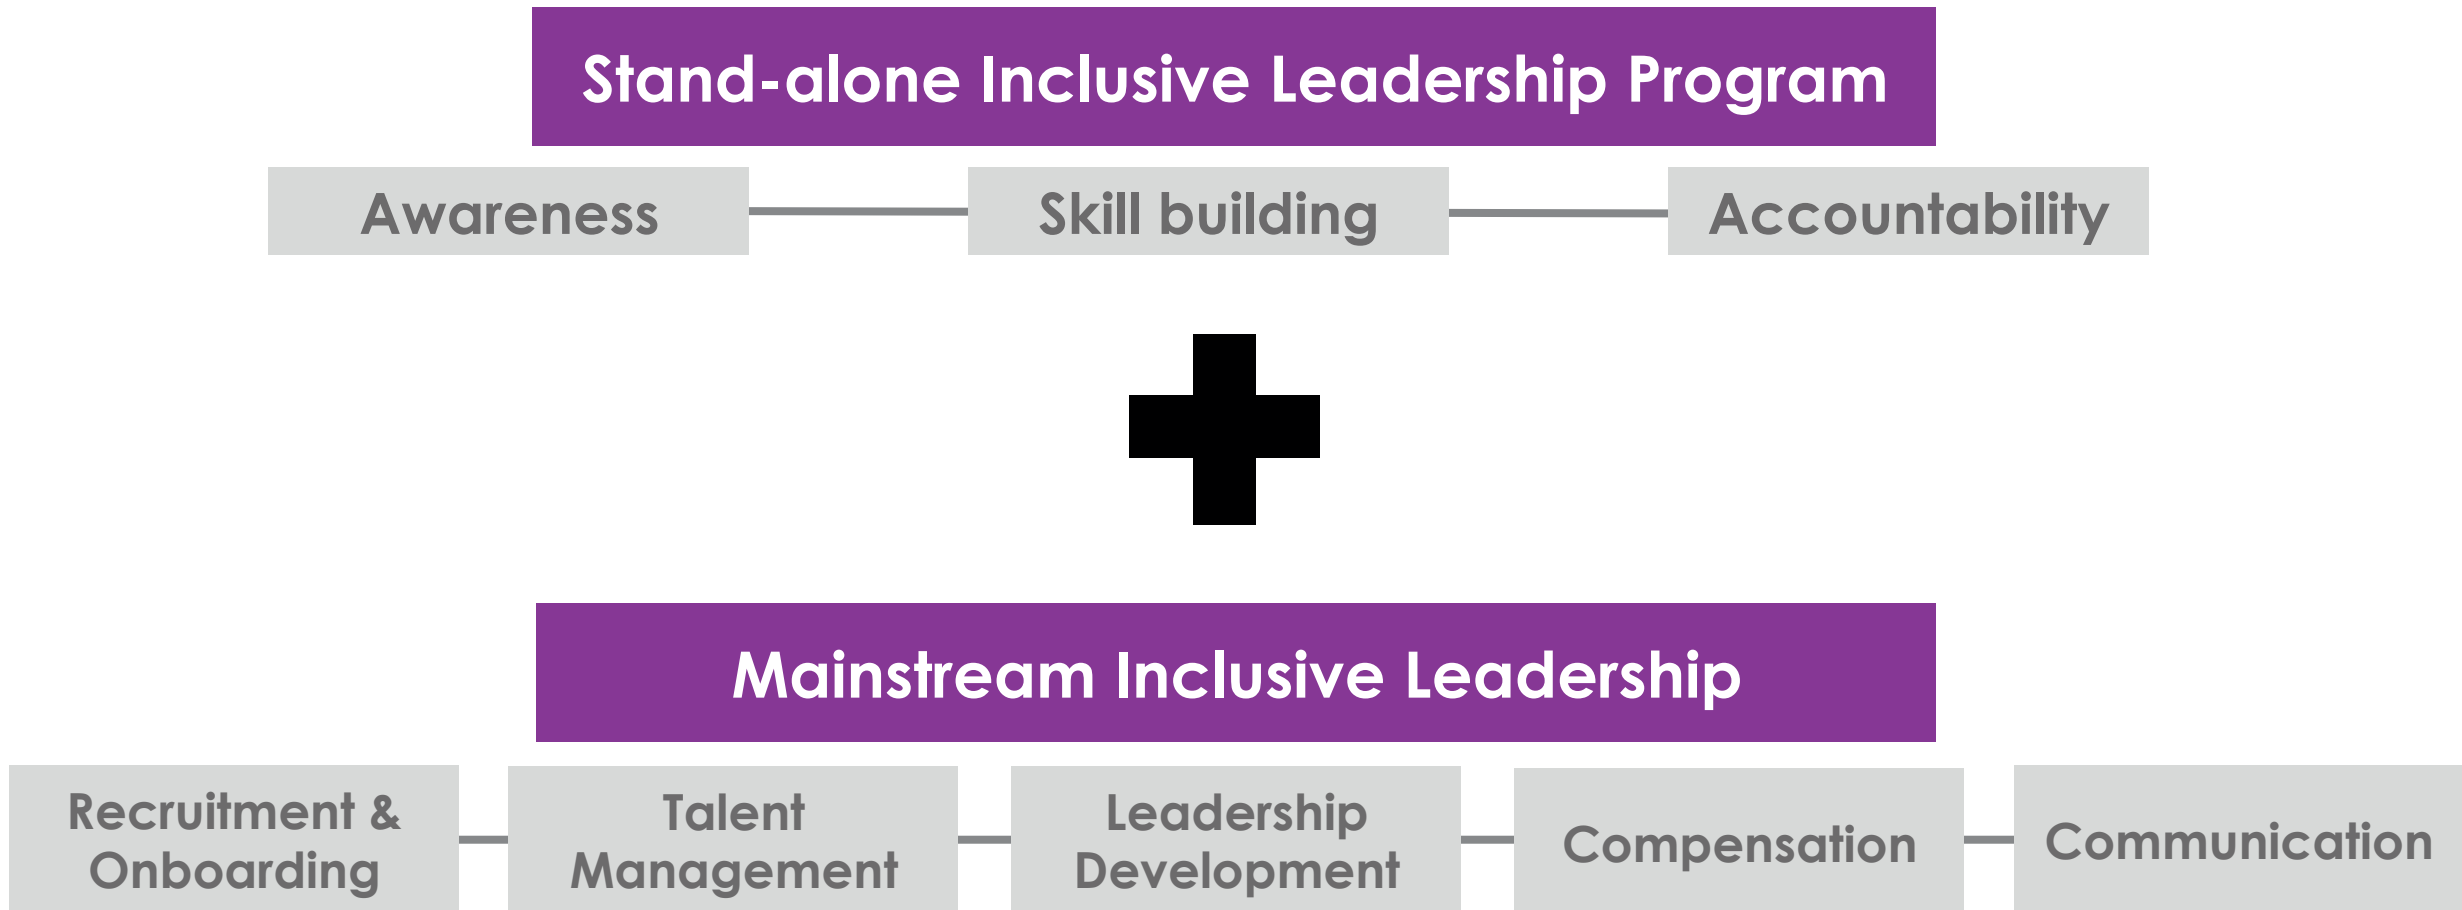 Stand-alone Inclusive Leadership Program
Awareness
Skill building
Accountability
Mainstream Inclusive Leadership
Recruitment &
Onboarding
Talent
Management
Leadership
Development
Compensation
Communication